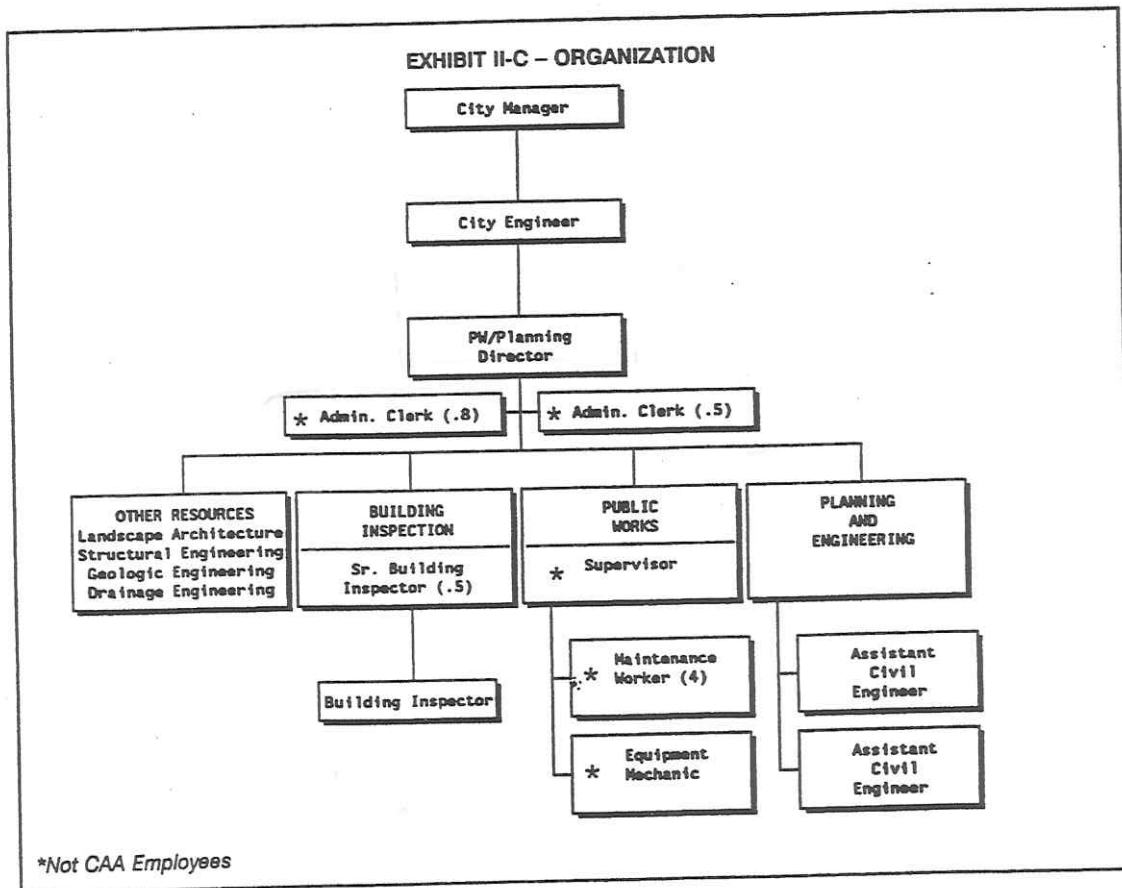 EXHIBIT II-C – ORGANIZATION
City Manager
City Engineer
PW/Planning
Director
* Admin. Clerk (.8)
* Admin. Clerk (.5)
OTHER RESOURCES
Landscape Architecture
Structural Engineering
Geologic Engineering
Drainage Engineering
BUILDING
INSPECTION
Sr. Building
Inspector (.5)
Building Inspector
PUBLIC
WORKS
* Supervisor
* Maintenance
Worker (4)
* Equipment
Mechanic
PLANNING
AND
ENGINEERING
Assistant
Civil
Engineer
Assistant
Civil
Engineer
*Not CAA Employees